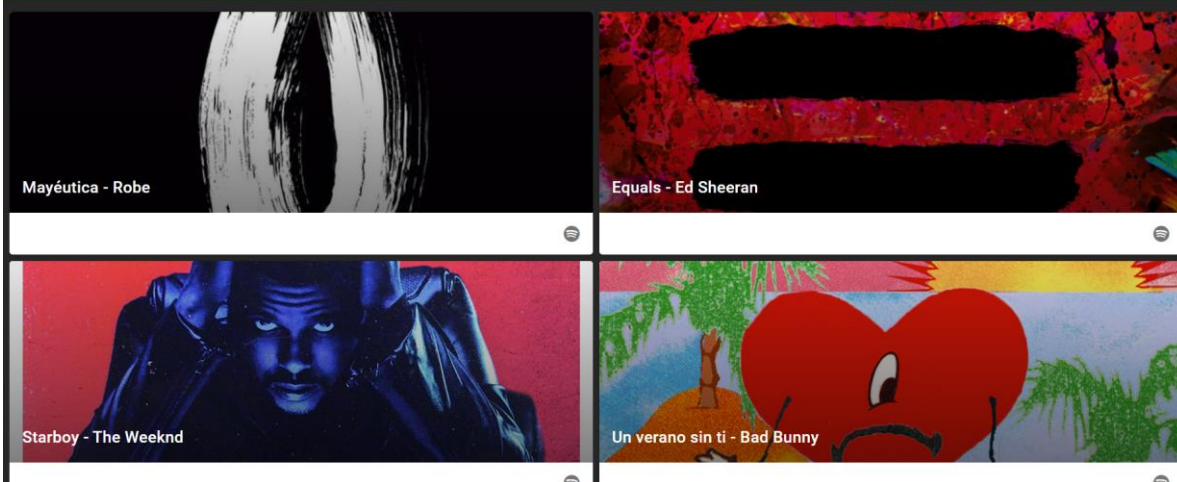 Mayéutica - Robe
Equals - Ed Sheeran
Starboy - The Weeknd
Un verano sin ti - Bad Bunny